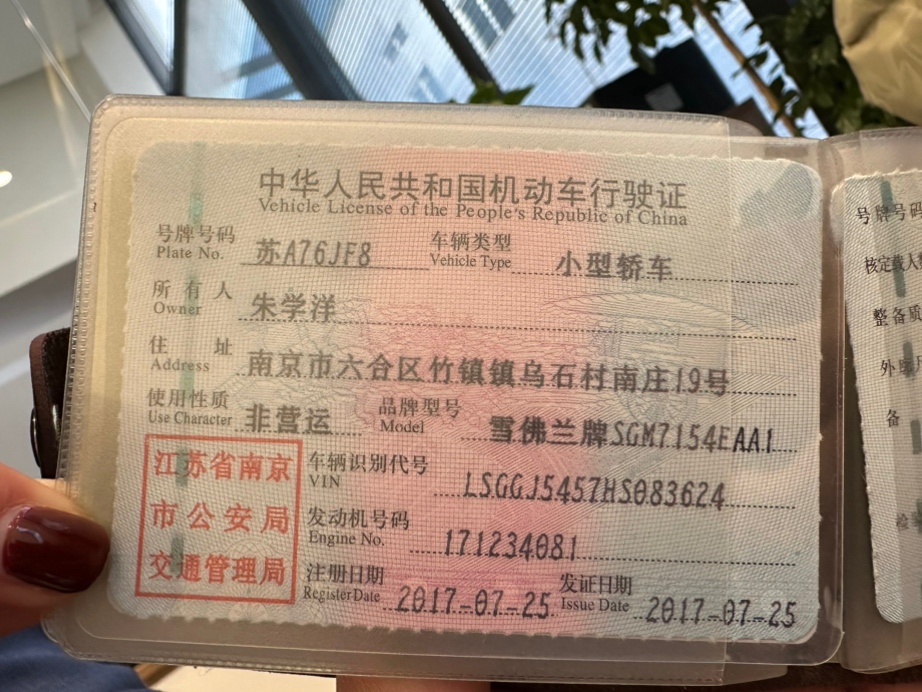 中华人民共和国机动车行驶证
Vehicle License of the People's Republic of China
号牌号码 苏A76JF8 车辆类型 小型轿车
Plate No. Vehicle Type
所有人 朱学洋
Owner
住址 南京市六合区竹镇镇乌石村南庄19号
Address
使用性质 非营运 品牌型号 雪佛兰牌SGM7154EAA1
Use Character Model
江苏省南京
市公安局
交通管理局
车辆识别代号 LSGGJ5457HS083624
VIN
发动机号码 171234081
Engine No.
注册日期 2017-07-25 发证日期 2017-07-25
Register Date Issue Date
号牌号码
核定载人
整备质
外
备